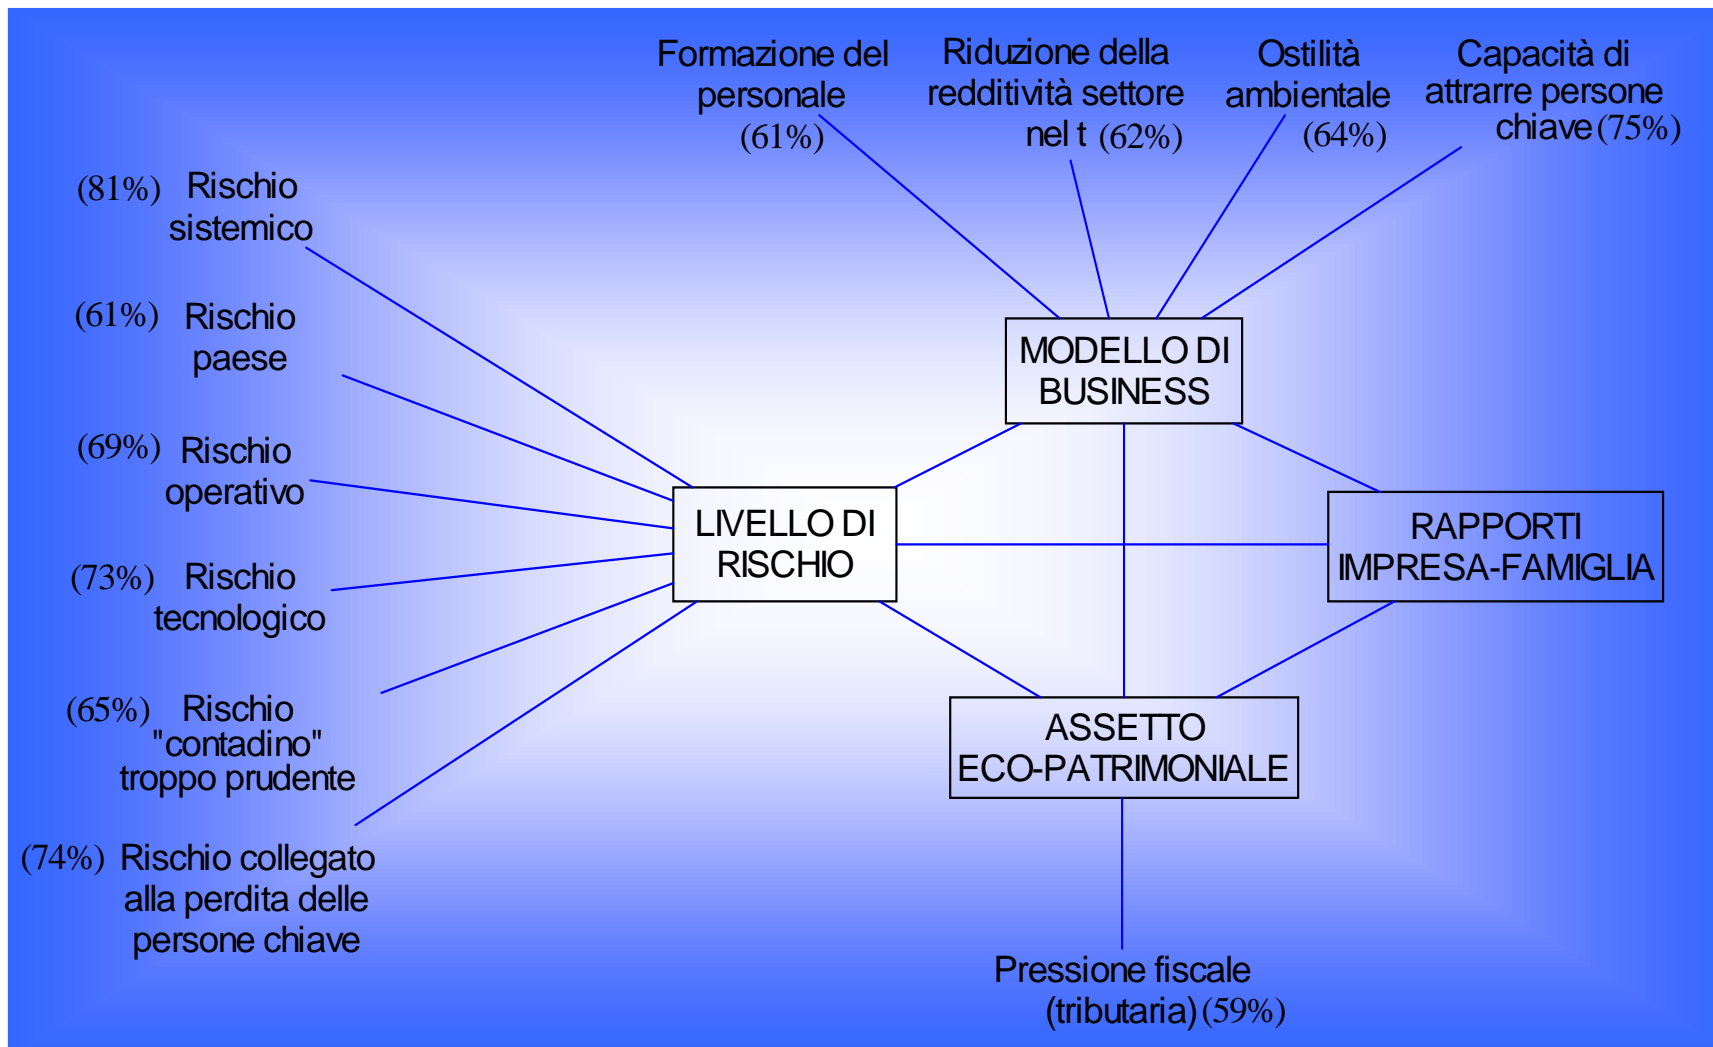 Formazione del
personale
(61%)
Riduzione della
redditività settore
nel t (62%)
Ostilità
ambientale
(64%)
Capacità di
attrarre persone
chiave (75%)
(81%) Rischio
sistemico
(61%) Rischio
paese
(69%) Rischio
operativo
(73%) Rischio
tecnologico
(65%) Rischio
"contadino"
troppo prudente
(74%) Rischio collegato
alla perdita delle
persone chiave
MODELLO DI
BUSINESS
LIVELLO DI
RISCHIO
RAPPORTI
IMPRESA-FAMIGLIA
ASSETTO
ECO-PATRIMONIALE
Pressione fiscale
(tributaria) (59%)